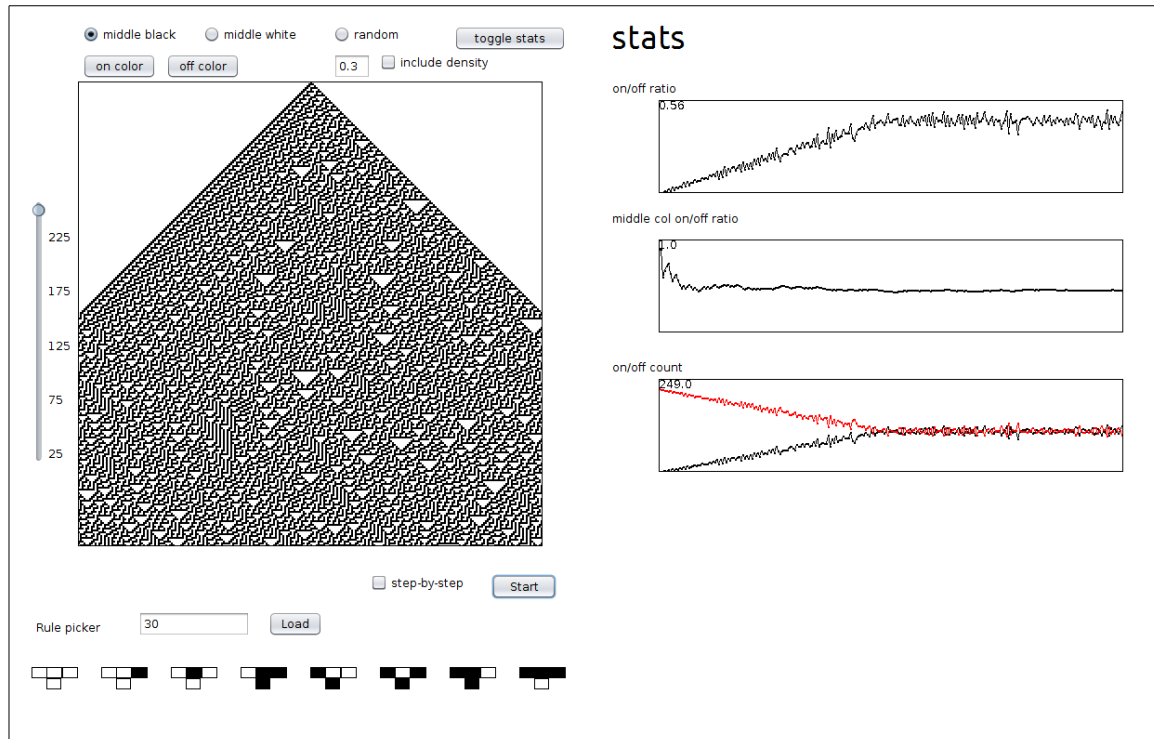 middle black
middle white
random
toggle stats
on color
off color
0.3
include density
225
175
125
75
25
step-by-step
Start
Rule picker
30
Load
stats
on/off ratio
0.56
middle col on/off ratio
1.0
on/off count
249.0